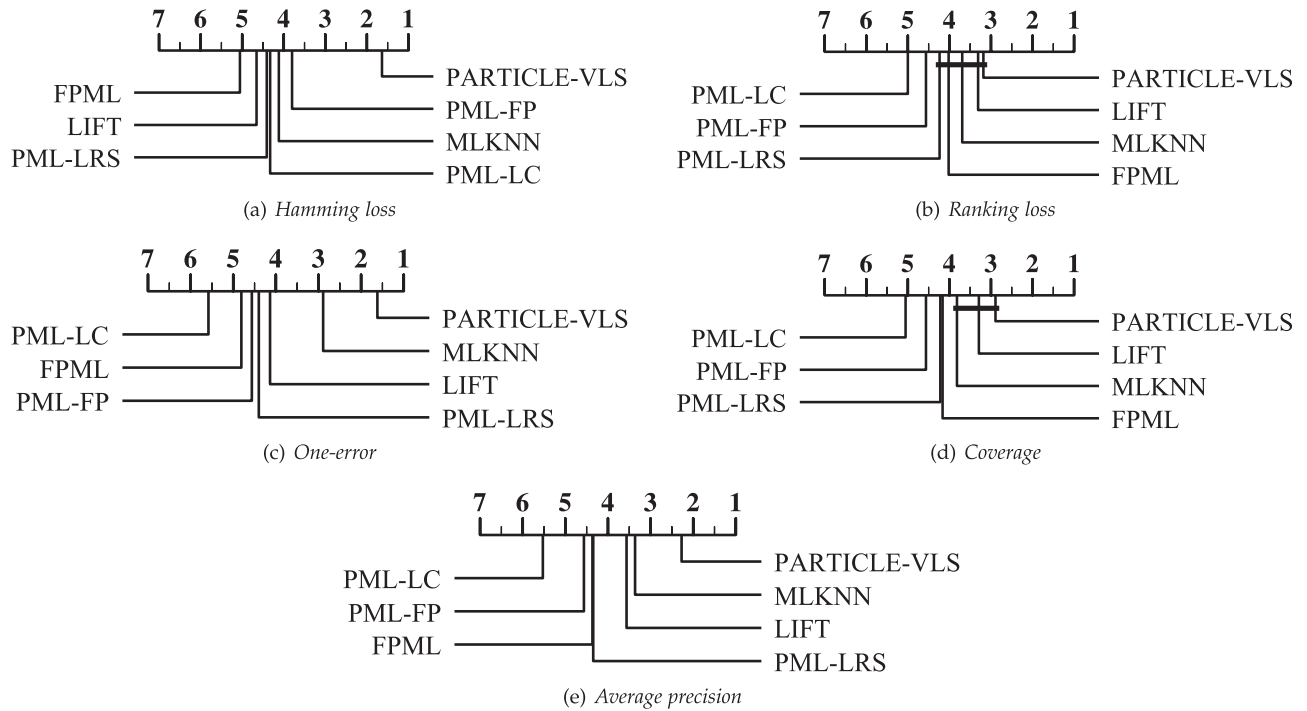 7 6 5 4 3 2 1
PARTICLE-VLS
FPML
PML-FP
LIFT
MLKNN
PML-LRS
PML-LC
(a) Hamming loss
7 6 5 4 3 2 1
PARTICLE-VLS
PML-LC
LIFT
PML-FP
MLKNN
PML-LRS
FPML
(b) Ranking loss
7 6 5 4 3 2 1
PARTICLE-VLS
PML-LC
MLKNN
FPML
LIFT
PML-FP
PML-LRS
(c) One-error
7 6 5 4 3 2 1
PARTICLE-VLS
PML-LC
LIFT
PML-FP
MLKNN
PML-LRS
FPML
(d) Coverage
7 6 5 4 3 2 1
PARTICLE-VLS
PML-LC
MLKNN
PML-FP
LIFT
FPML
PML-LRS
(e) Average precision